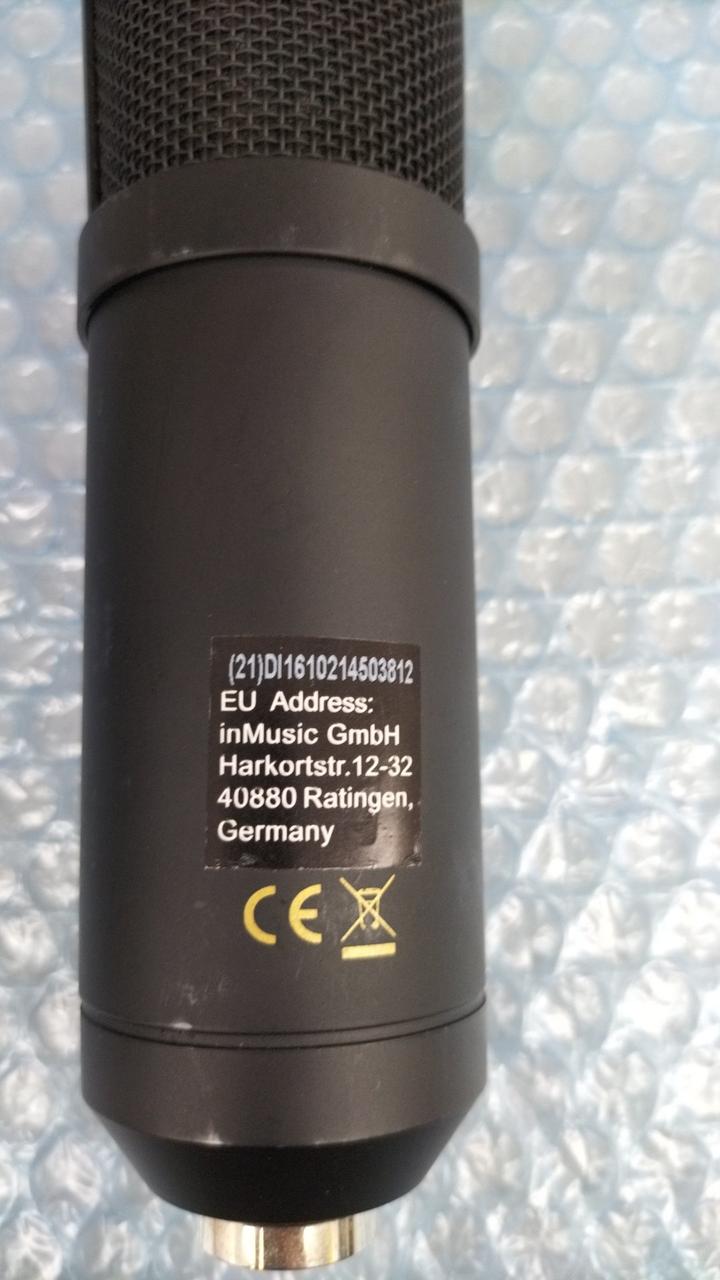 (21)DI1610214503812
EU Address:
inMusic GmbH
Harkortstr.12-32
40880 Ratingen,
Germany
CE